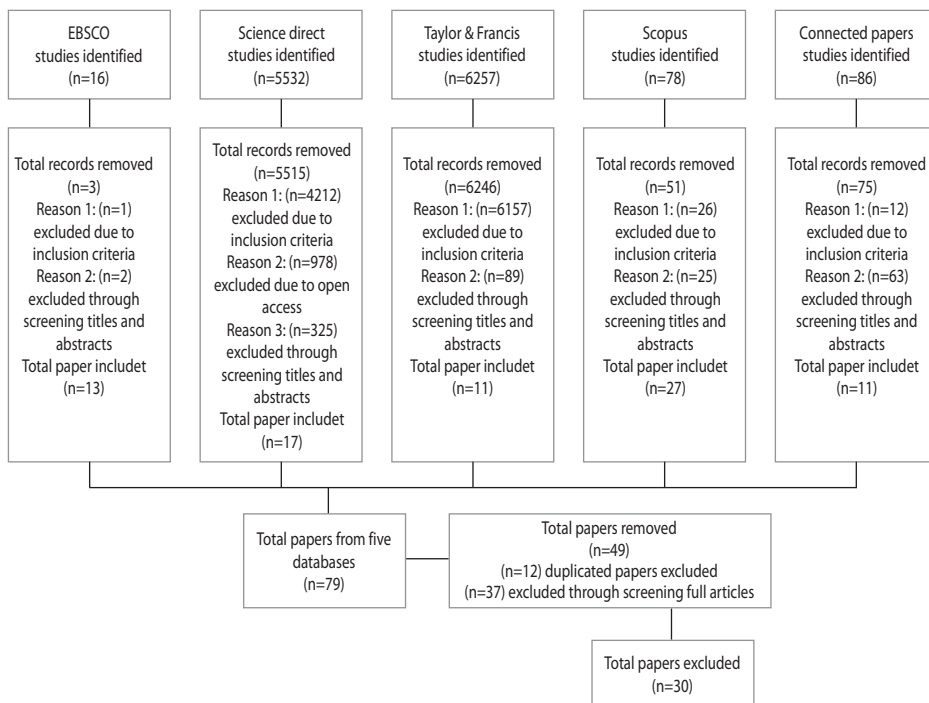 EBSCO
studies identified
(n=16)
Science direct
studies identified
(n=5532)
Taylor & Francis
studies identified
(n=6257)
Scopus
studies identified
(n=78)
Connected papers
studies identified
(n=86)
Total records removed
(n=3)
Reason 1: (n=1)
excluded due to
inclusion criteria
Reason 2: (n=2)
excluded through
screening titles and
abstracts
Total paper includet
(n=13)
Total records removed
(n=5515)
Reason 1: (n=4212)
excluded due to
inclusion criteria
Reason 2: (n=978)
excluded due to open
access
Reason 3: (n=325)
excluded through
screening titles and
abstracts
Total paper includet
(n=17)
Total records removed
(n=6246)
Reason 1: (n=6157)
excluded due to
inclusion criteria
Reason 2: (n=89)
excluded through
screening titles and
abstracts
Total paper includet
(n=11)
Total records removed
(n=51)
Reason 1: (n=26)
excluded due to
inclusion criteria
Reason 2: (n=25)
excluded through
screening titles and
abstracts
Total paper includet
(n=27)
Total records removed
(n=75)
Reason 1: (n=12)
excluded due to
inclusion criteria
Reason 2: (n=63)
excluded through
screening titles and
abstracts
Total paper includet
(n=11)
Total papers from five
databases
(n=79)
Total papers removed
(n=49)
(n=12) duplicated papers excluded
(n=37) excluded through screening full articles
Total papers excluded
(n=30)